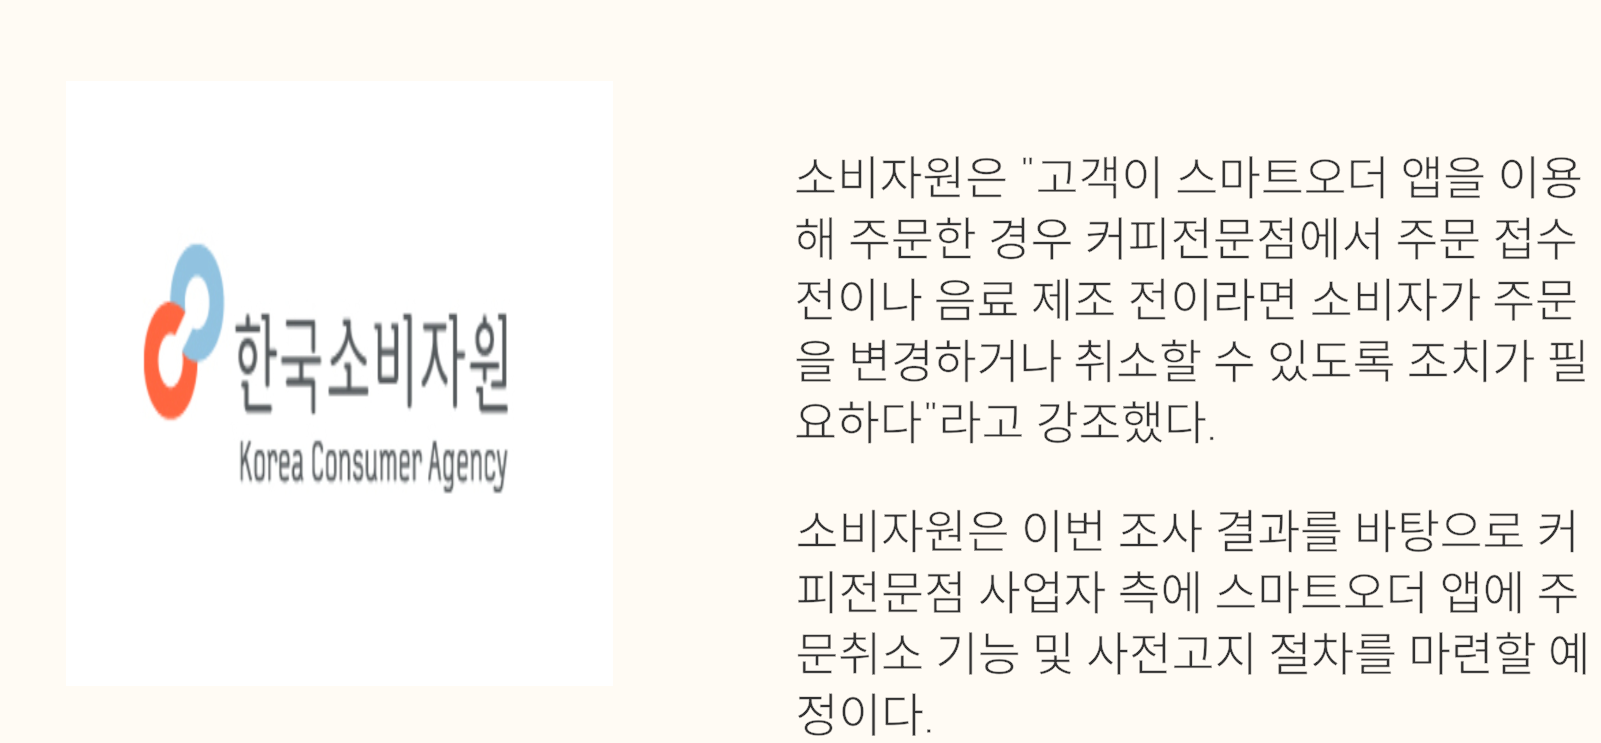 한국소비자원
Korea Consumer Agency
소비자원은 "고객이 스마트오더 앱을 이용
해 주문한 경우 커피전문점에서 주문 접수
전이나 음료 제조 전이라면 소비자가 주문
을 변경하거나 취소할 수 있도록 조치가 필
요하다"라고 강조했다.
소비자원은 이번 조사 결과를 바탕으로 커
피전문점 사업자 측에 스마트오더 앱에 주
문취소 기능 및 사전고지 절차를 마련할 예
정이다.